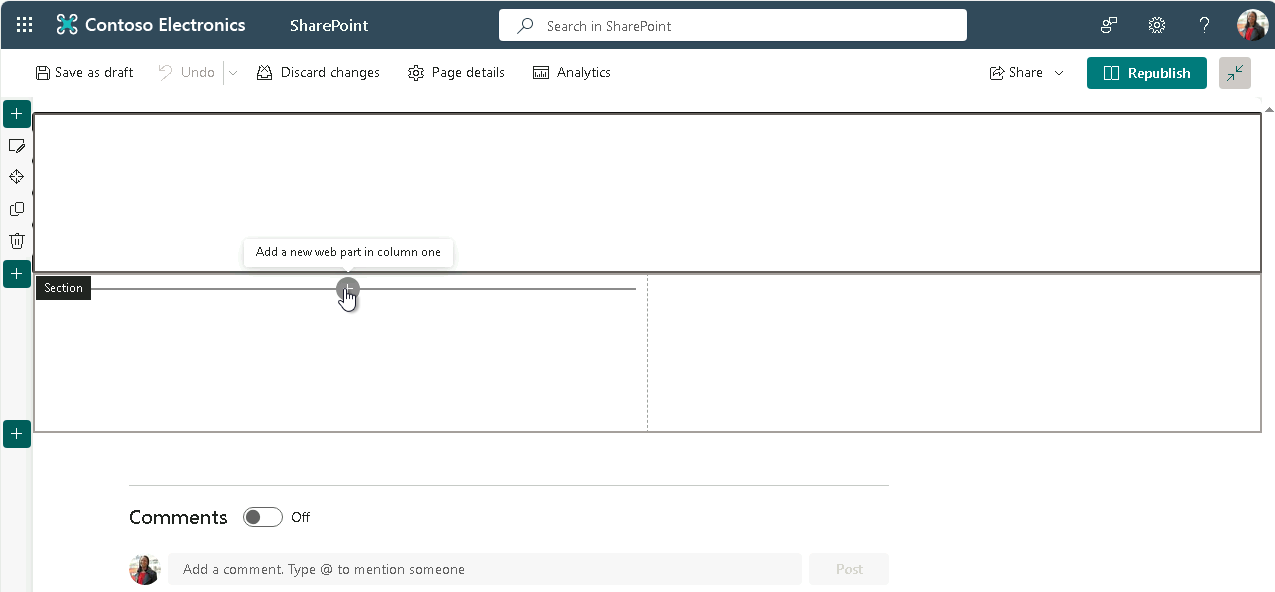 Contoso Electronics SharePoint Search in SharePoint ?
Save as draft Undo Discard changes Page details Analytics Share Republish
Add a new web part in column one
Section
Comments Off
Add a comment. Type @ to mention someone Post